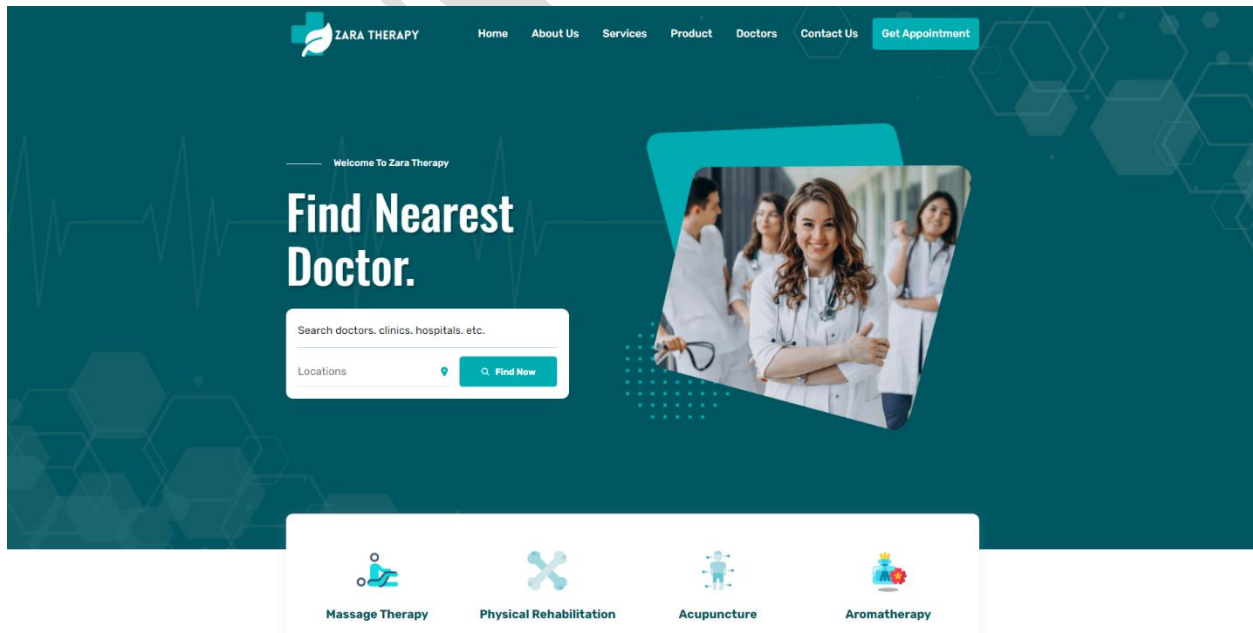 ZARA THERAPY
Home About Us Services Product Doctors Contact Us Get Appointment
Welcome To Zara Therapy
Find Nearest
Doctor.
Search doctors. clinics. hospitals. etc.
Locations Find Now
Massage Therapy Physical Rehabilitation Acupuncture Aromatherapy